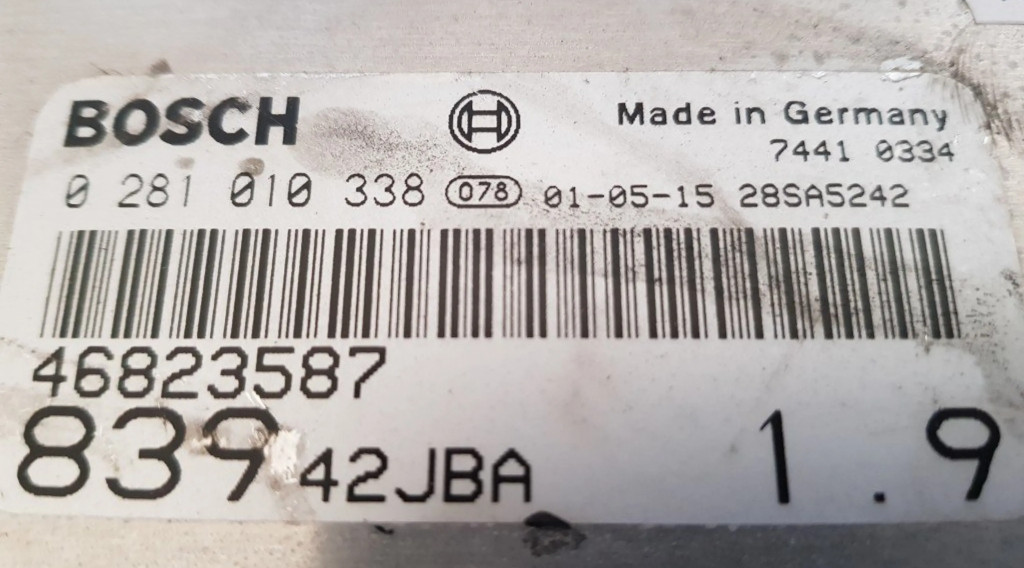 BOSCH Made in Germany
7441 0334
0 281 010 338 078 01-05-15 28SA5242
46823587
839 42JBA 1.9